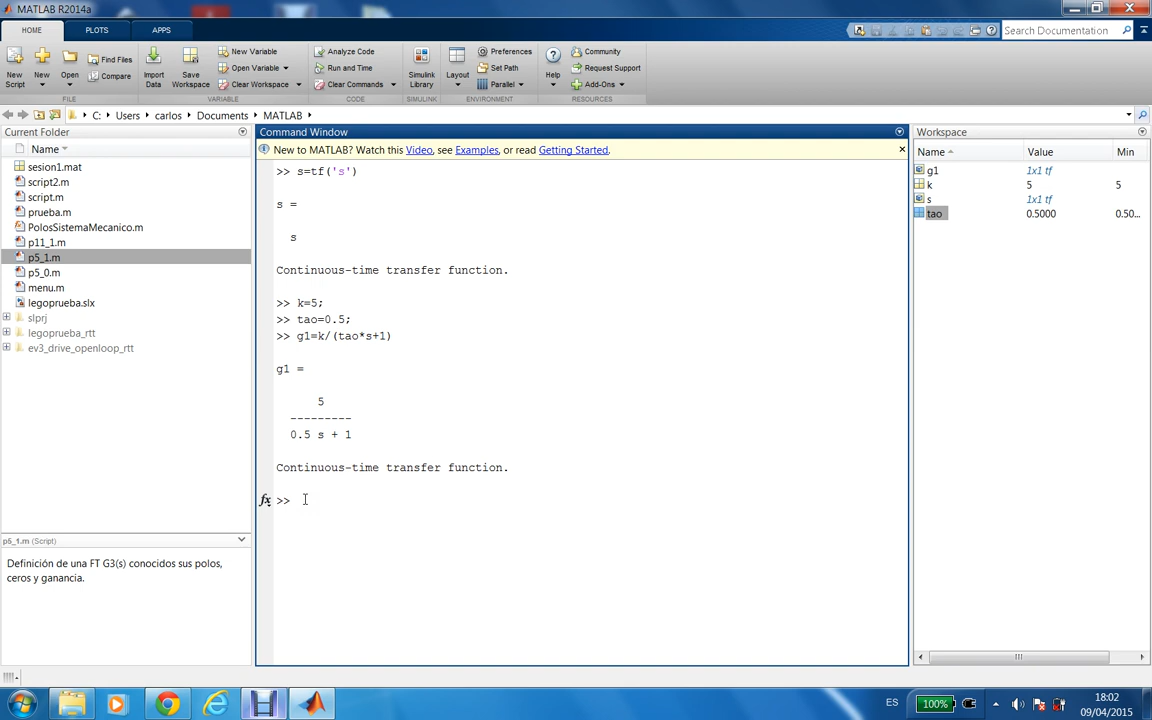 MATLAB R2014a
HOME PLOTS APPS
Search Documentation
New Script
New
Open
Find Files
Compare
Import Data
Save Workspace
New Variable
Open Variable
Clear Workspace
Analyze Code
Run and Time
Clear Commands
Simulink Library
Layout
Preferences
Set Path
Parallel
Help
Community
Request Support
Add-Ons
FILE VARIABLE CODE SIMULINK ENVIRONMENT RESOURCES
C: Users carlos Documents MATLAB
Current Folder
Name
sesion1.mat
script2.m
script.m
prueba.m
PolosSistemaMecanico.m
p11_1.m
p5_1.m
p5_0.m
menu.m
legoprueba.slx
slprj
legoprueba_rtt
ev3_drive_openloop_rtt
p5_1.m (Script)
Definición de una FT G3(s) conocidos sus polos,
ceros y ganancia.
Command Window
New to MATLAB? Watch this Video, see Examples, or read Getting Started.
>> s=tf('s')
s =
s
Continuous-time transfer function.
>> k=5;
>> tao=0.5;
>> g1=k/(tao*s+1)
g1 =
5
---------
0.5 s + 1
Continuous-time transfer function.
fx >>
Workspace
Name Value Min
g1 1x1 tf
k 5 5
s 1x1 tf
tao 0.5000 0.50...
ES
100%
18:02
09/04/2015